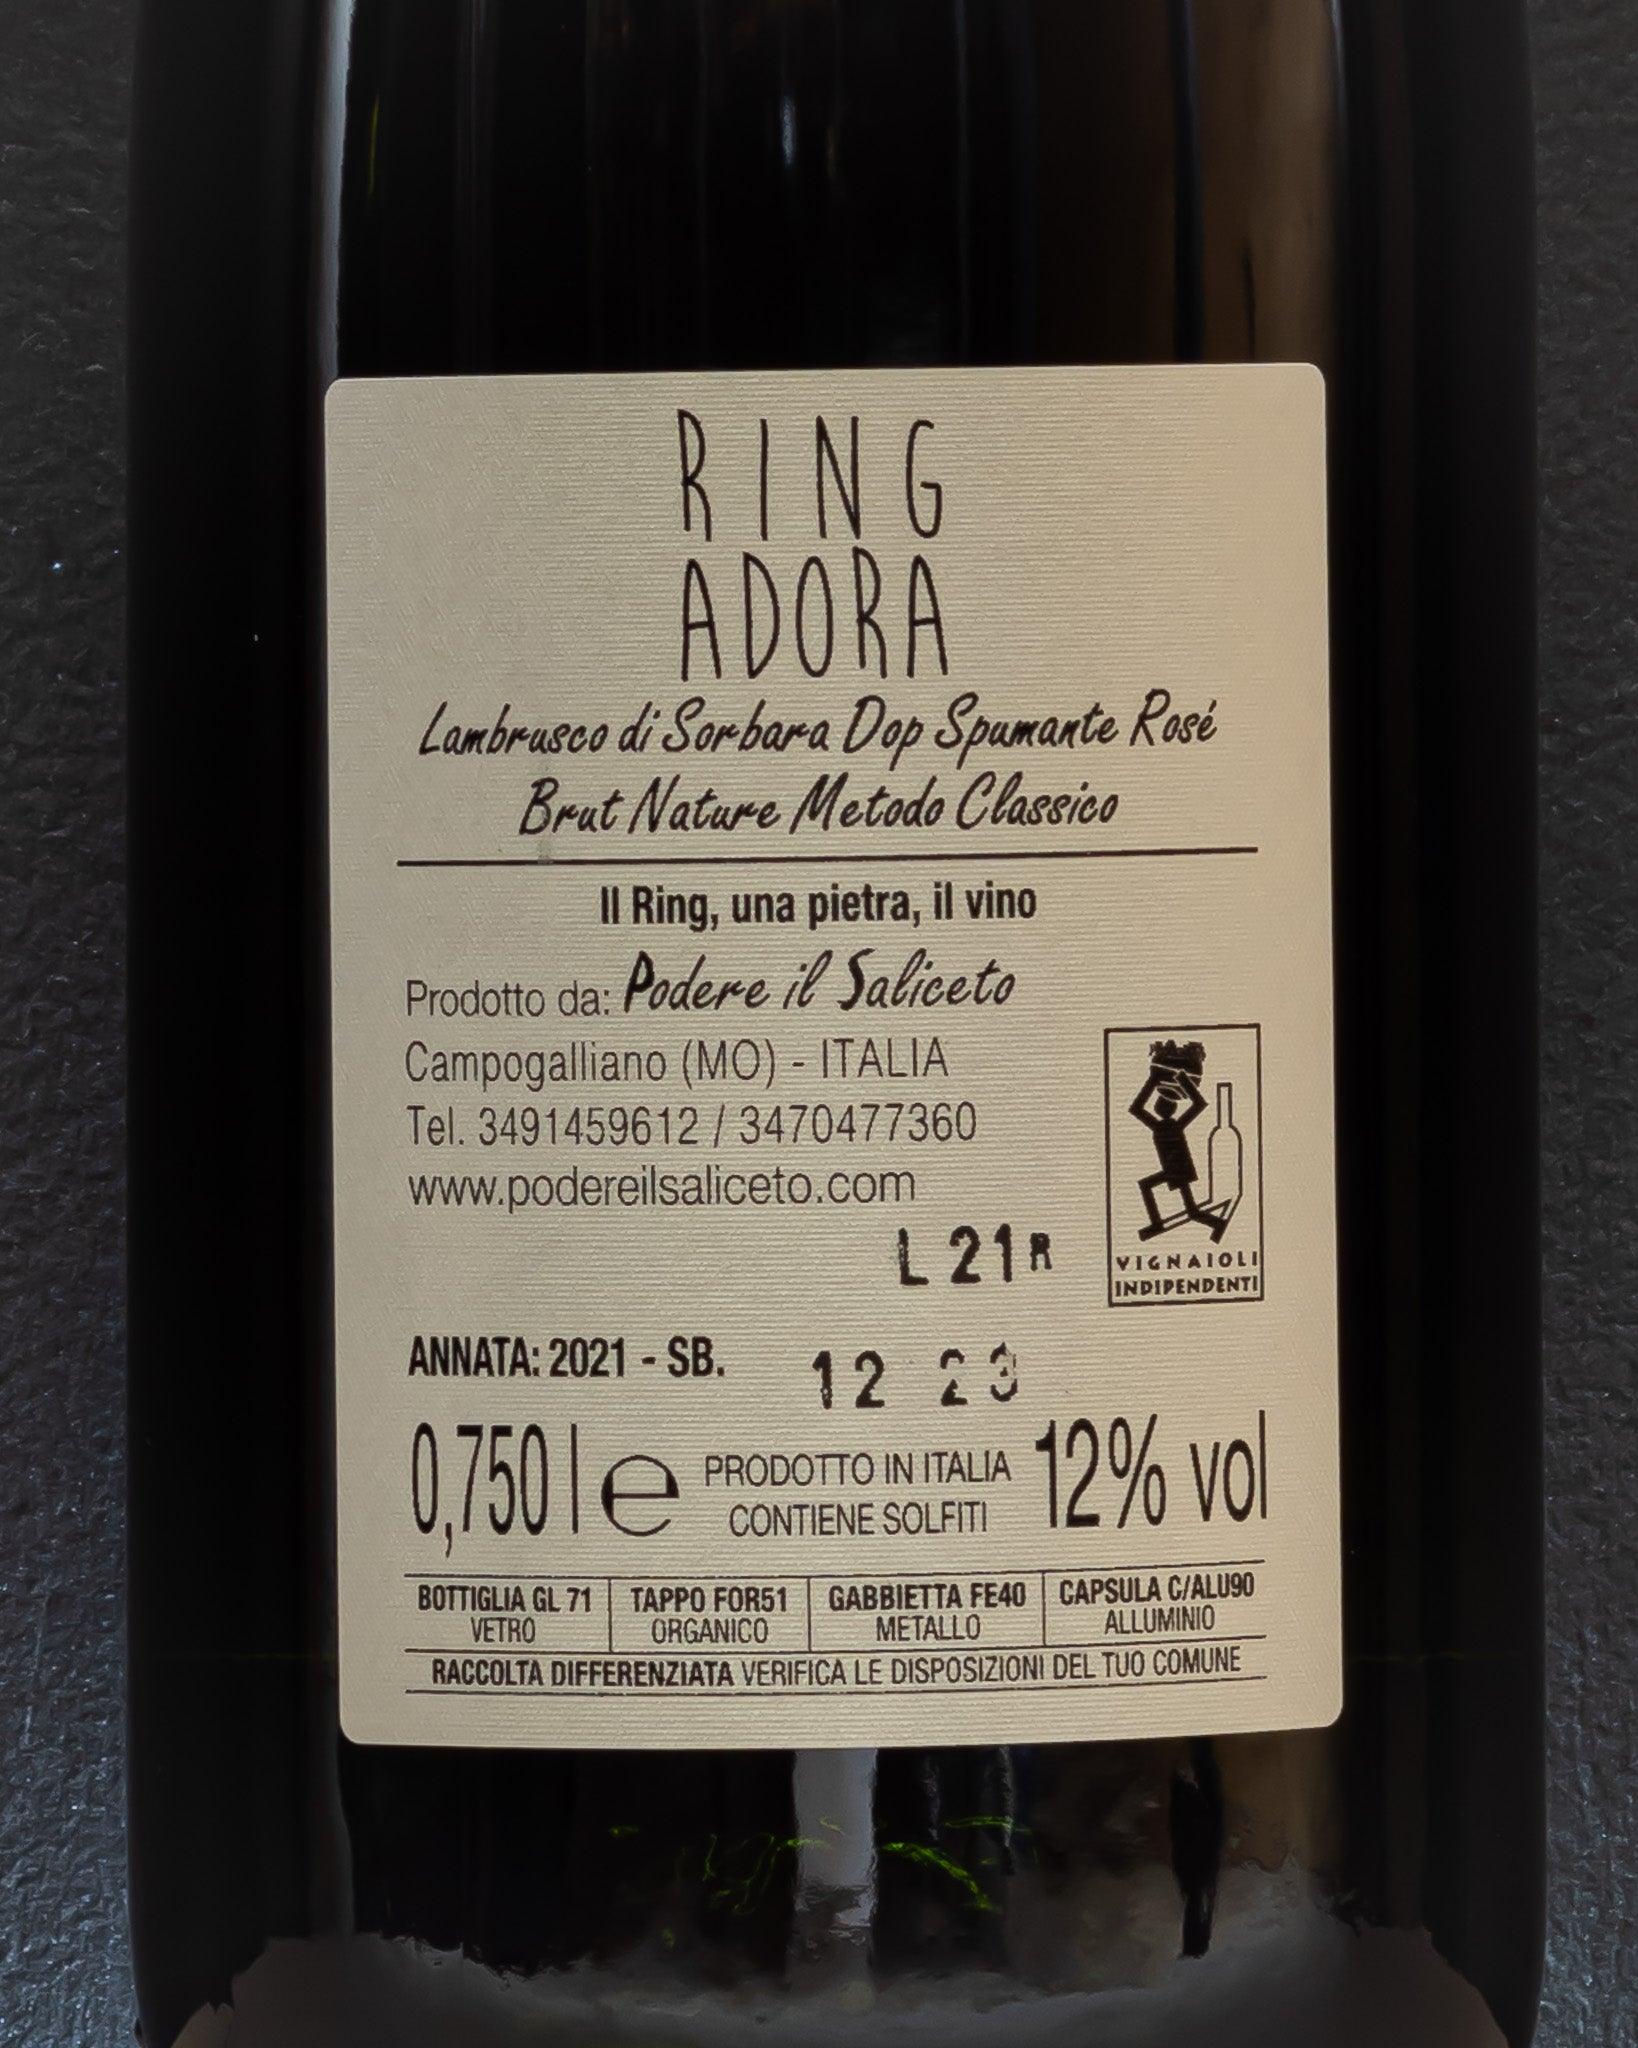 RING
ADORA
Lambrusco di Sorbara Dop Spumante Rosé
Brut Nature Metodo Classico
Il Ring, una pietra, il vino
Prodotto da: Podere il Saliceto
Campogalliano (MO) - ITALIA
Tel. 3491459612 / 3470477360
www.podereilsaliceto.com
L 21R
VIGNAIOLI
INDIPENDENTI
ANNATA: 2021 - SB. 12 23
0,750 l e PRODOTTO IN ITALIA 12% vol
CONTIENE SOLFITI
BOTTIGLIA GL 71 TAPPO FOR51 GABBIETTA FE40 CAPSULA C/ALU90
VETRO ORGANICO METALLO ALLUMINIO
RACCOLTA DIFFERENZIATA VERIFICA LE DISPOSIZIONI DEL TUO COMUNE